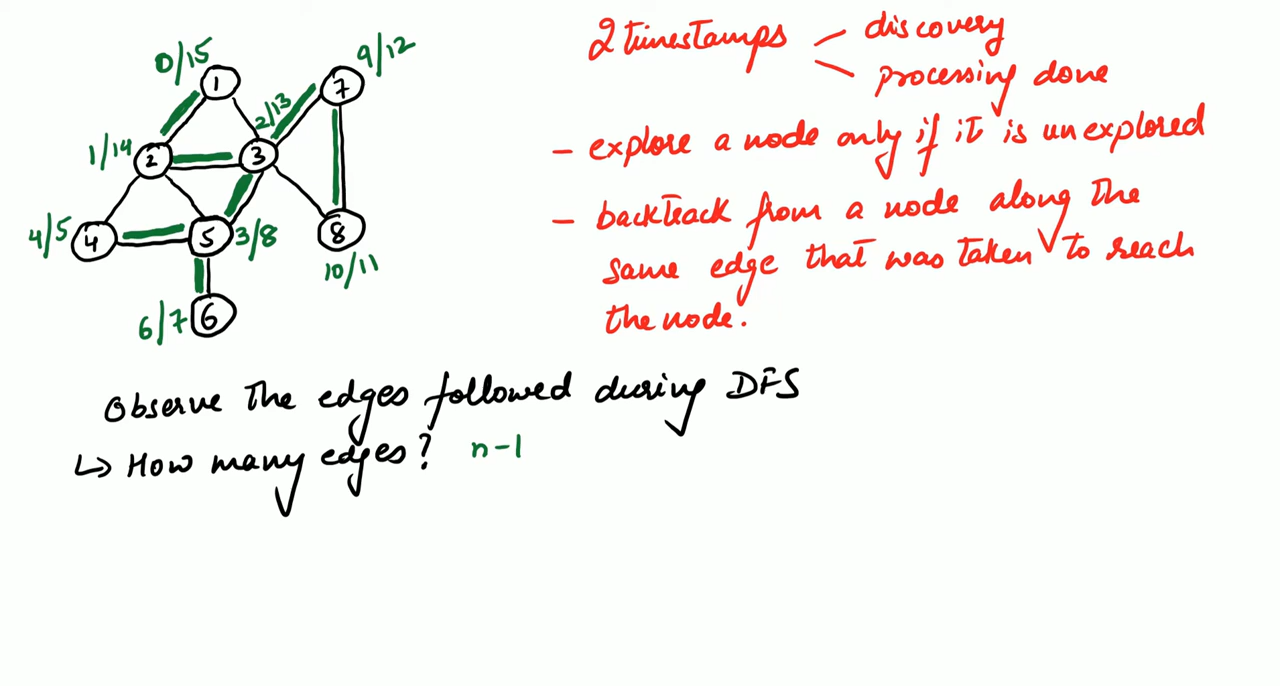 2 timestamps
discovery
processing done
- explore a node only if it is unexplored
- backtrack from a node along the
same edge that was taken to reach
the node.
0/15
1
9/12
7
1/14
2
2/13
3
4/5
4
5
3/8
8
10/11
6/7
6
Observe the edges followed during DFS
↳ How many edges? n-1